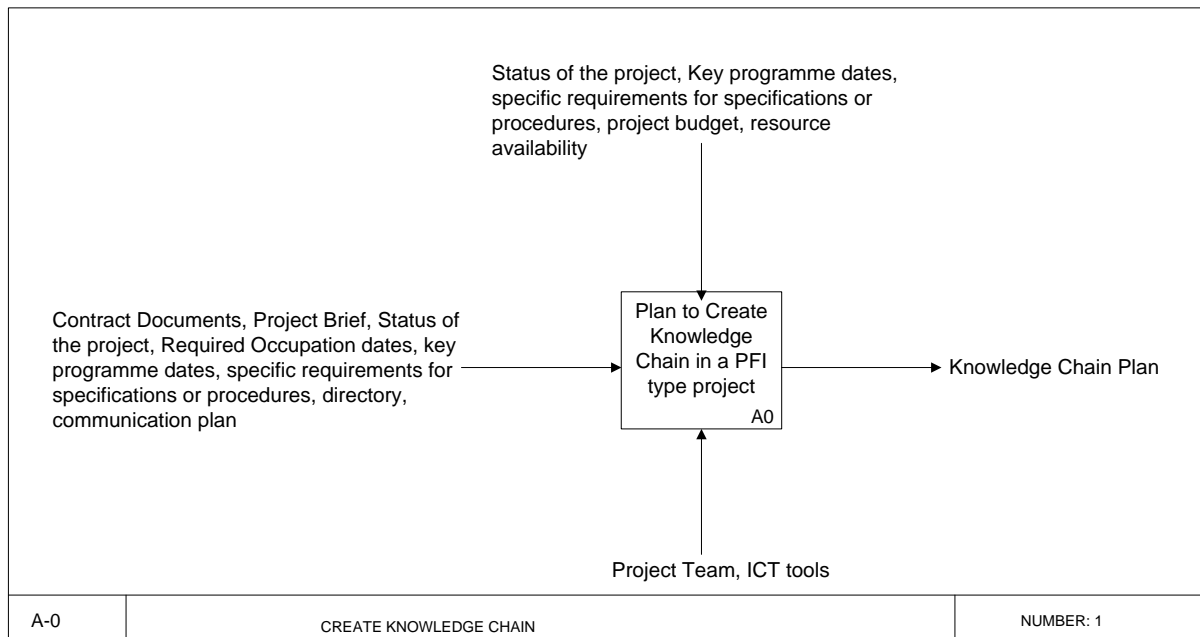 Status of the project, Key programme dates,
specific requirements for specifications or
procedures, project budget, resource
availability
Contract Documents, Project Brief, Status of
the project, Required Occupation dates, key
programme dates, specific requirements for
specifications or procedures, directory,
communication plan
Plan to Create
Knowledge
Chain in a PFI
type project
A0
Knowledge Chain Plan
Project Team, ICT tools
A-0
CREATE KNOWLEDGE CHAIN
NUMBER: 1